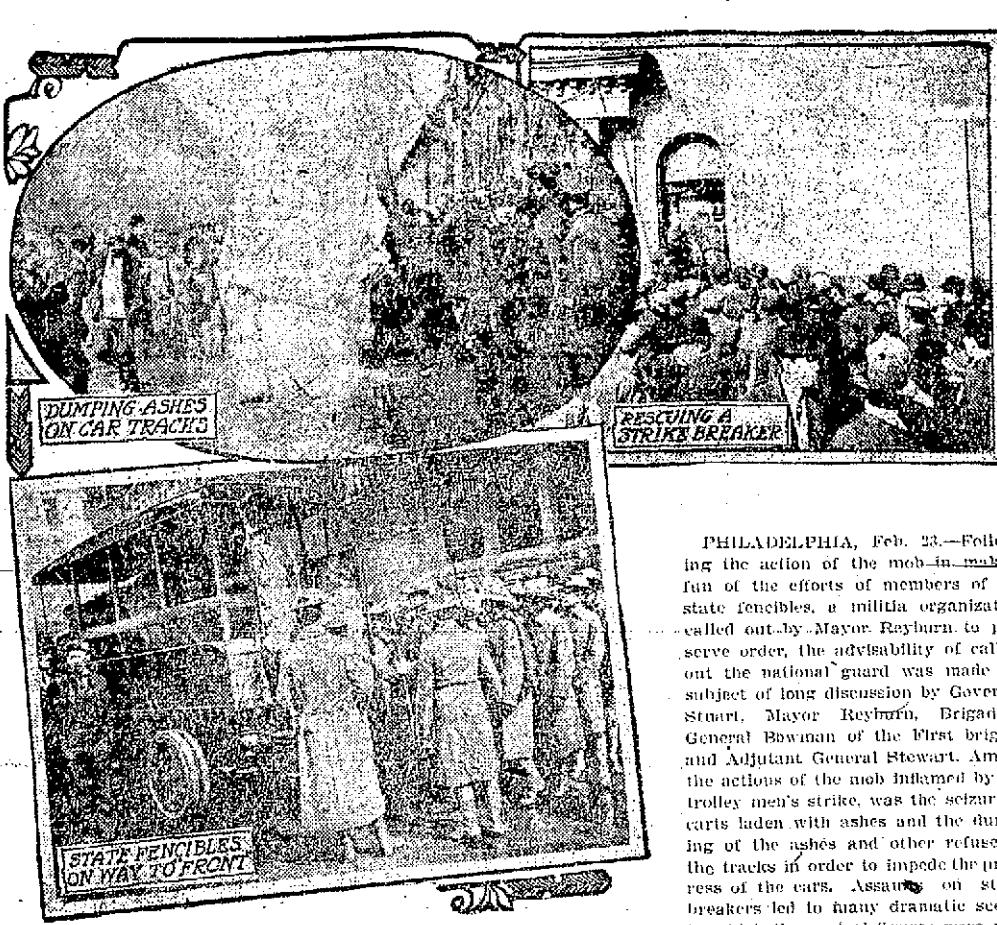 DUMPING ASHES
ON CAR TRACKS
RESCUING A
STRIKE BREAKER
STATE FENCIBLES
ON WAY TO FRONT
PHILADELPHIA, Feb. 23.—Follo
ing the action of the mob in mak
fun of the efforts of members of
state fencibles, a militia organizat
called out by Mayor Reyburn to p
serve order, the advisability of cal
out the national guard was made
subject of long discussion by Gover
Stuart, Mayor Reyburn, Brigad
General Bowman of the First brig
and Adjutant General Stewart. Am
the actions of the mob inflamed by
trolley men's strike, was the seizur
carts laden with ashes and the dum
ing of the ashes and other refuse
the tracks in order to impede the pr
ress of the cars. Assaults on st
breakers led to many dramatic sce